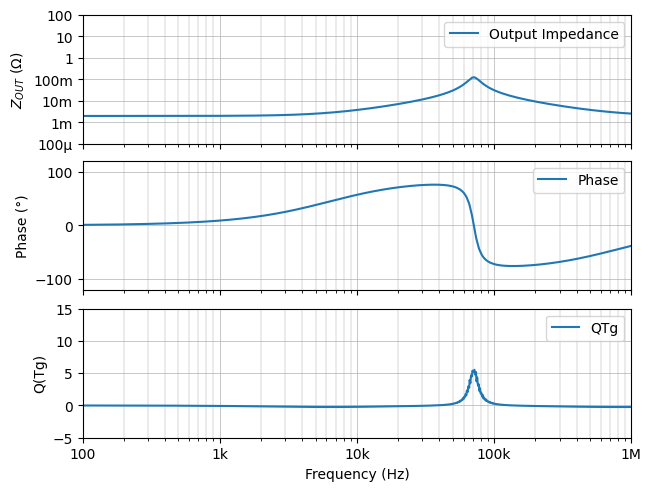 100
10
1
100m
10m
1m
100µ
Z_OUT (Ω)
Output Impedance
100
0
−100
Phase (°)
Phase
15
10
5
0
−5
Q(Tg)
QTg
100
1k
10k
100k
1M
Frequency (Hz)